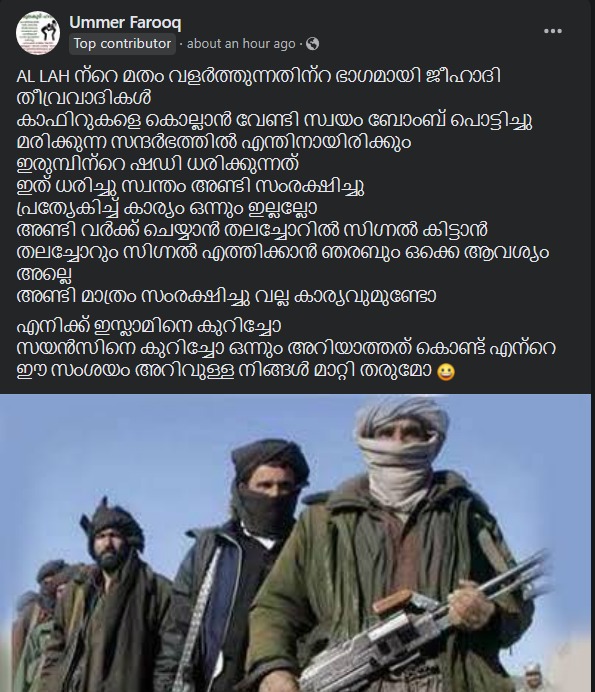 Ummer Farooq
Top contributor · about an hour ago ·
AL LAH ന്റെ മതം വളർത്തുന്നതിന്റ ഭാഗമായി ജീഹാദി
തീവ്രവാദികൾ
കാഫിറുകളെ കൊല്ലാൻ വേണ്ടി സ്വയം ബോംബ് പൊട്ടിച്ചു
മരിക്കുന്ന സന്ദർഭത്തിൽ എന്തിനായിരിക്കും
ഇരുമ്പിന്റെ ഷഡി ധരിക്കുന്നത്
ഇത് ധരിച്ചു സ്വന്തം അണ്ടി സംരക്ഷിച്ചു
പ്രത്യേകിച്ച് കാര്യം ഒന്നും ഇല്ലല്ലോ
അണ്ടി വർക്ക് ചെയ്യാൻ തലച്ചോറിൽ സിഗ്നൽ കിട്ടാൻ
തലച്ചോറും സിഗ്നൽ എത്തിക്കാൻ ഞരബും ഒക്കെ ആവശ്യം
അല്ലെ
അണ്ടി മാത്രം സംരക്ഷിച്ചു വല്ല കാര്യവുമുണ്ടോ
എനിക്ക് ഇസ്ലാമിനെ കുറിച്ചോ
സയൻസിനെ കുറിച്ചോ ഒന്നും അറിയാത്തത് കൊണ്ട് എന്റെ
ഈ സംശയം അറിവുള്ള നിങ്ങൾ മാറ്റി തരുമോ 😀